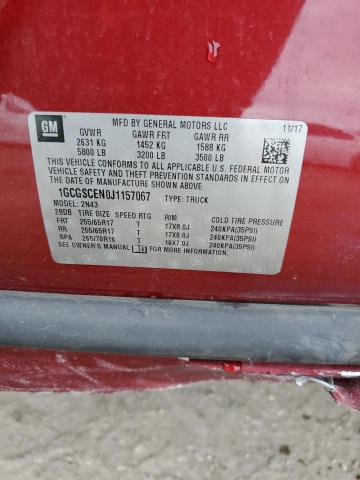 GM
MFD BY GENERAL MOTORS LLC
11/17
GVWR GAWR FRT GAWR RR
2631 KG 1452 KG 1588 KG
5800 LB 3200 LB 3500 LB
THIS VEHICLE CONFORMS TO ALL APPLICABLE U.S. FEDERAL
MOTOR VEHICLE SAFETY AND THEFT PREVENTION STANDARDS
IN EFFECT ON THE DATE OF MANUFACTURE SHOWN ABOVE.
1GCGSCEN0J1157067 TYPE: TRUCK
MODEL: 2N43
28DB TIRE SIZE SPEED RTG RIM COLD TIRE PRESSURE
FRT 255/65R17 T 17X8.0J 240KPA(35PSI)
RR 255/65R17 T 17X8.0J 240KPA(35PSI)
SPA 265/70R16 T 16X7.0J 240KPA(35PSI)
SEE OWNER'S MANUAL FOR ADDITIONAL INFORMATION.